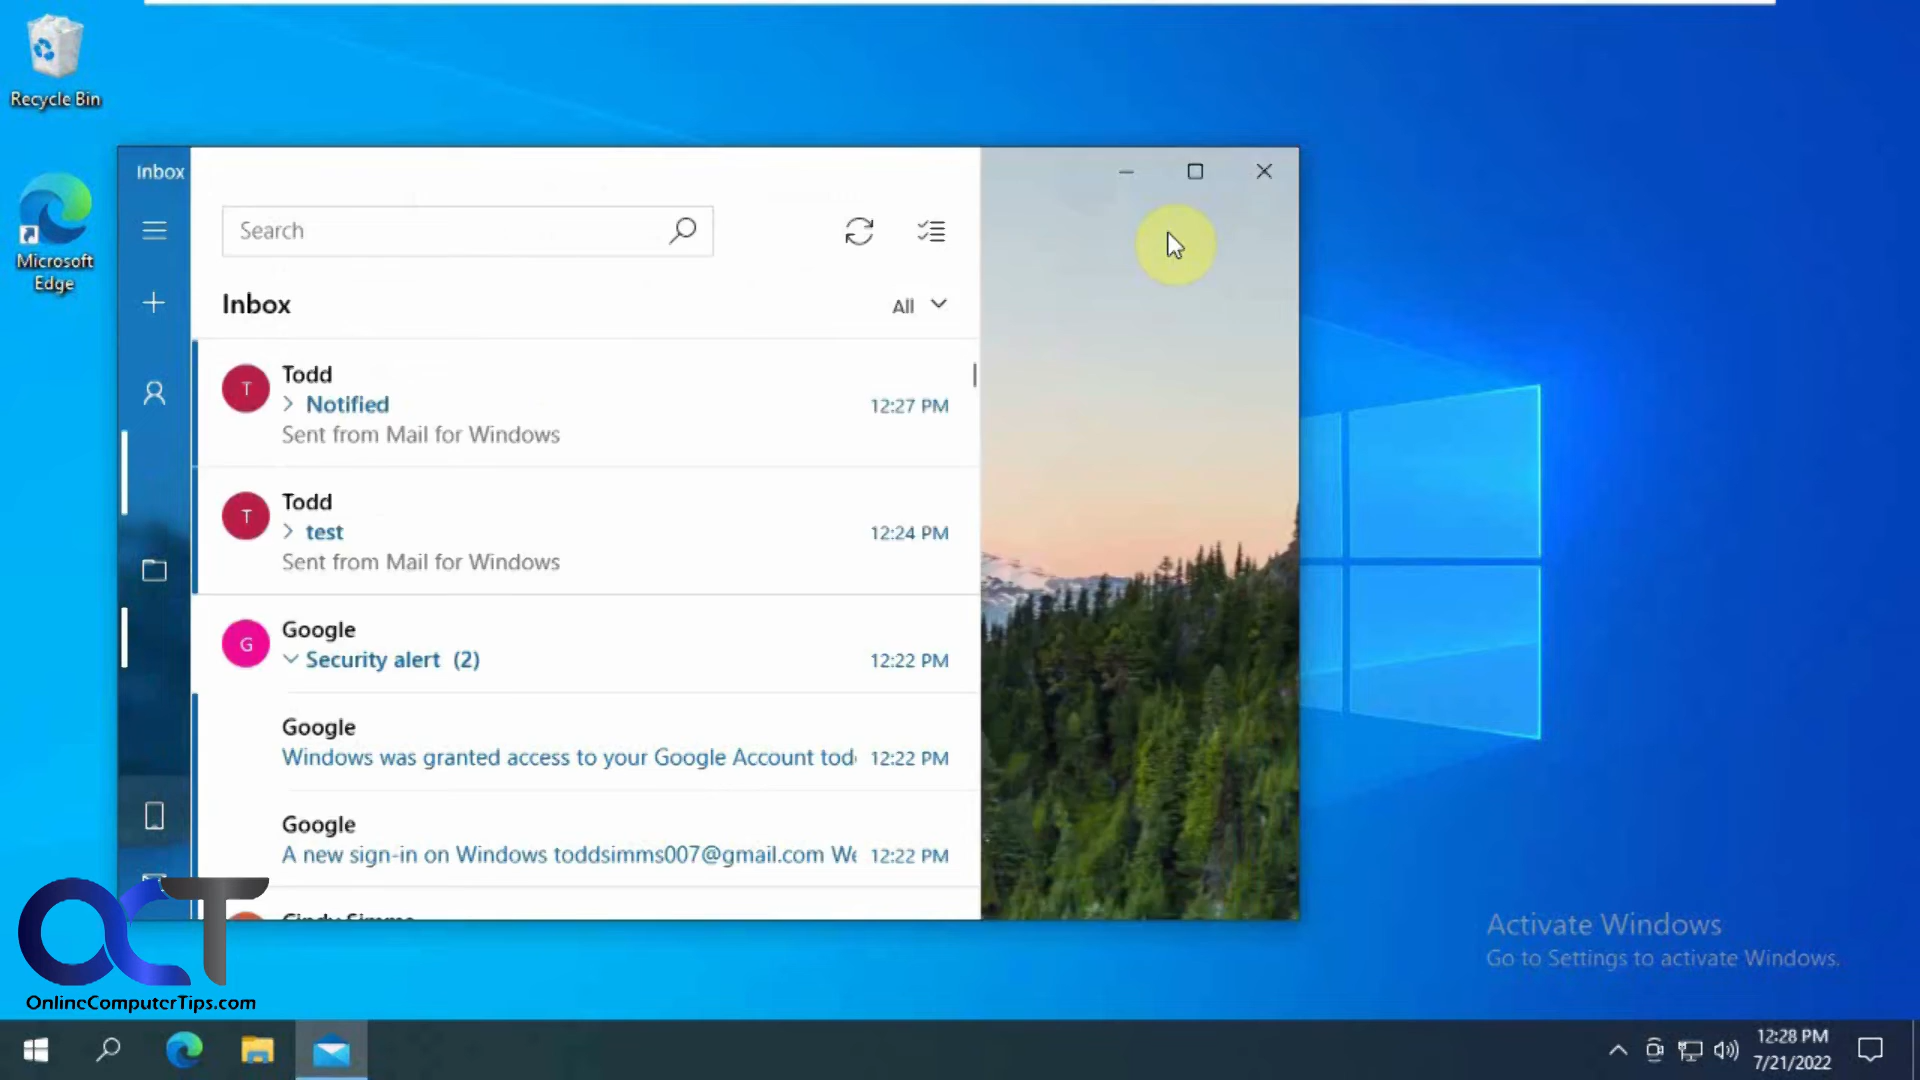 Recycle Bin
Microsoft
Edge
Inbox
Search
Inbox
All
T
Todd
Notified
12:27 PM
Sent from Mail for Windows
T
Todd
test
12:24 PM
Sent from Mail for Windows
G
Google
Security alert (2)
12:22 PM
Google
Windows was granted access to your Google Account tod
12:22 PM
Google
A new sign-in on Windows toddsimms007@gmail.com We
12:22 PM
Cindy Simms
OCT
OnlineComputerTips.com
Activate Windows
Go to Settings to activate Windows.
12:28 PM
7/21/2022